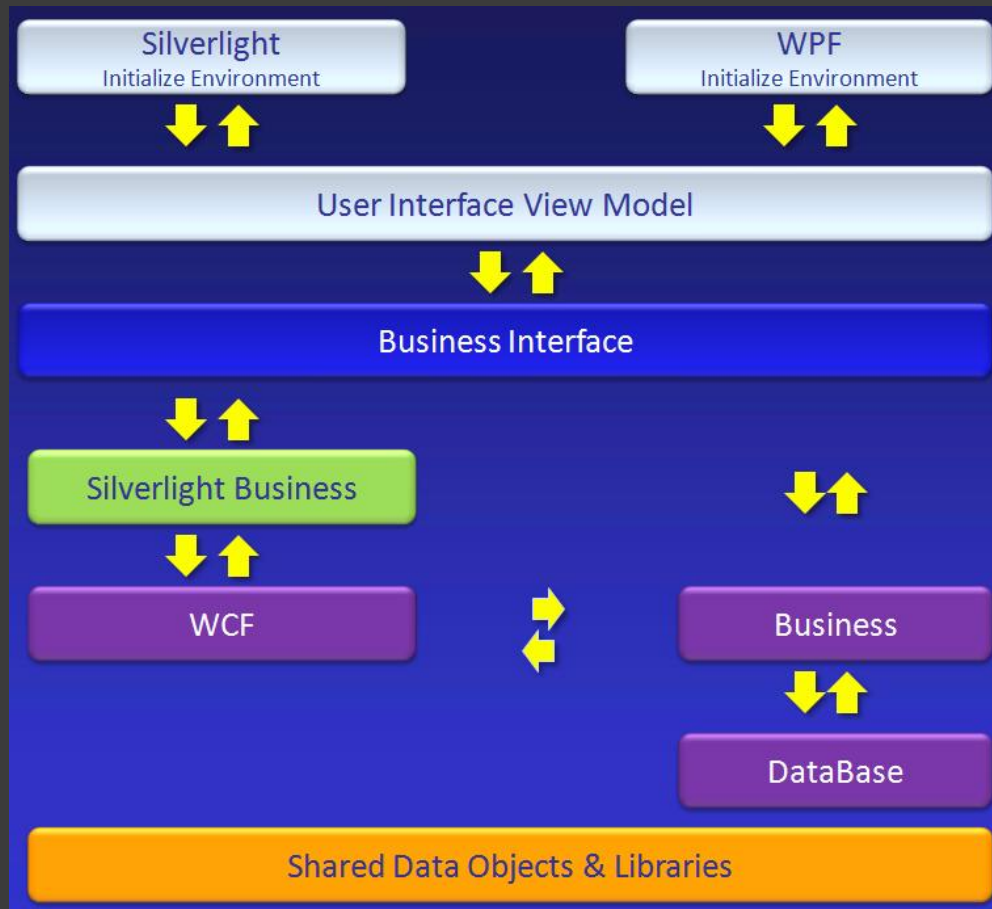 Silverlight
Initialize Environment
WPF
Initialize Environment
User Interface View Model
Business Interface
Silverlight Business
WCF
Business
DataBase
Shared Data Objects & Libraries